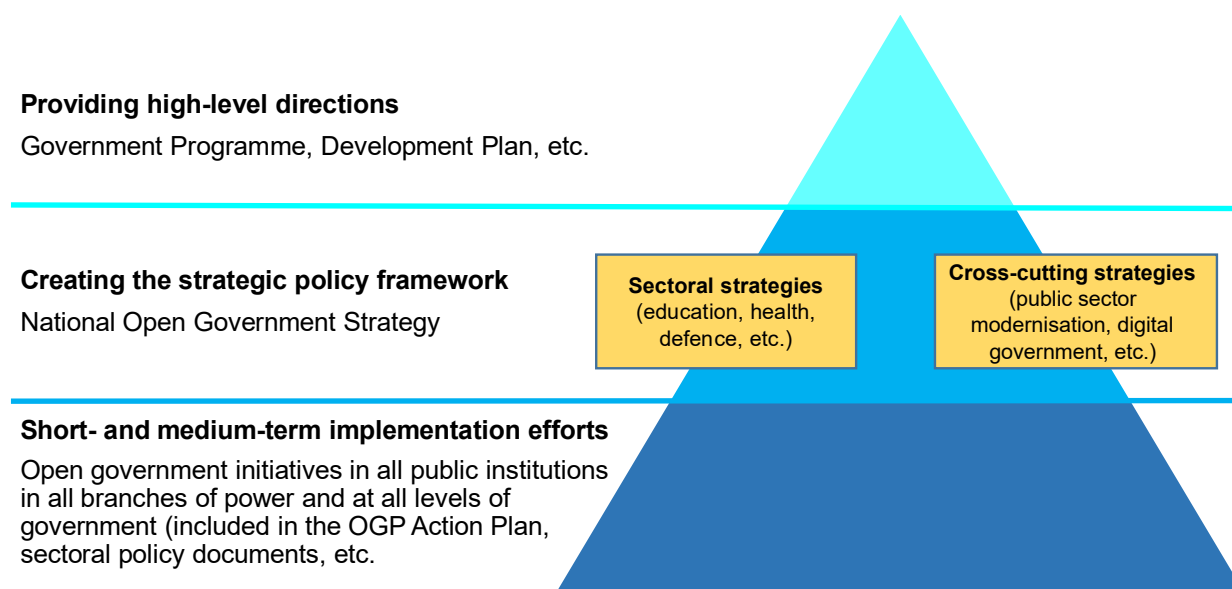 Providing high-level directions
Government Programme, Development Plan, etc.
Creating the strategic policy framework
National Open Government Strategy
Sectoral strategies
(education, health,
defence, etc.)
Cross-cutting strategies
(public sector
modernisation, digital
government, etc.)
Short- and medium-term implementation efforts
Open government initiatives in all public institutions
in all branches of power and at all levels of
government (included in the OGP Action Plan,
sectoral policy documents, etc.